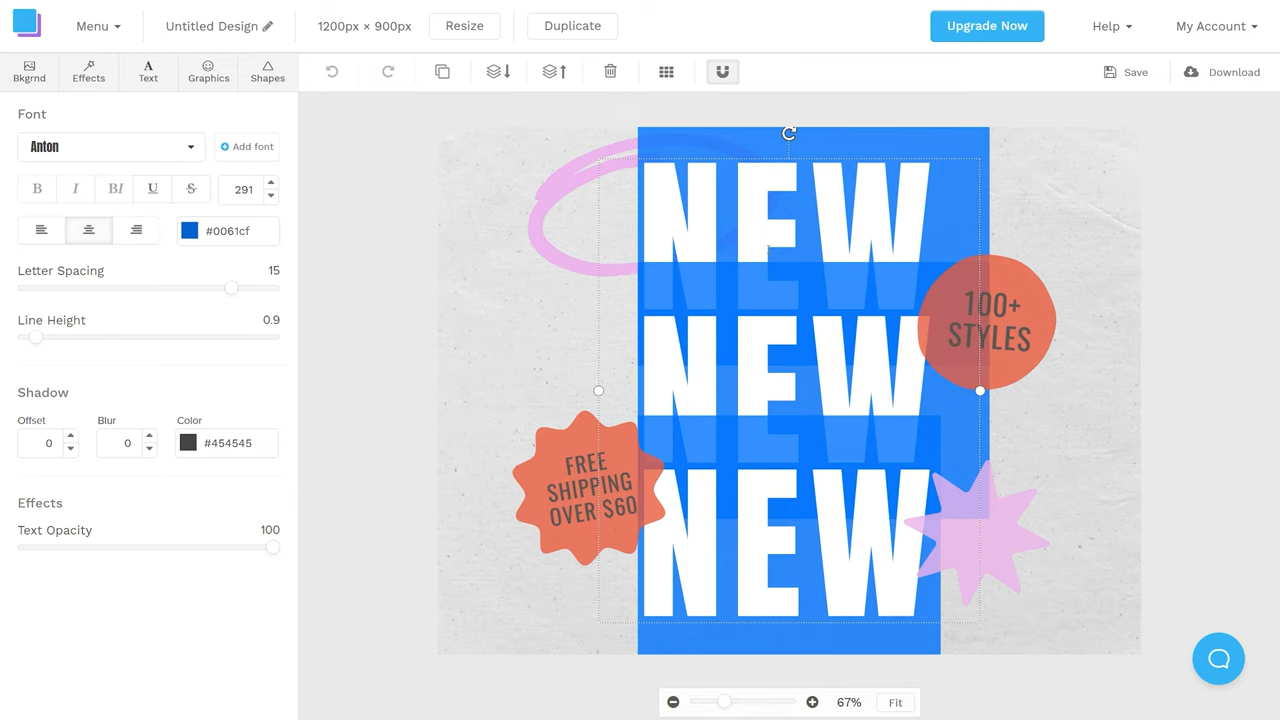 Menu
Untitled Design
1200px × 900px
Resize
Duplicate
Upgrade Now
Help
My Account
Bkgrnd
Effects
Text
Graphics
Shapes
Save
Download
Font
Anton
Add font
B
I
BI
U
S
291
#0061cf
Letter Spacing
15
Line Height
0.9
Shadow
Offset
Blur
Color
0
0
#454545
Effects
Text Opacity
100
NEW
NEW
NEW
100+
STYLES
FREE
SHIPPING
OVER $60
67%
Fit